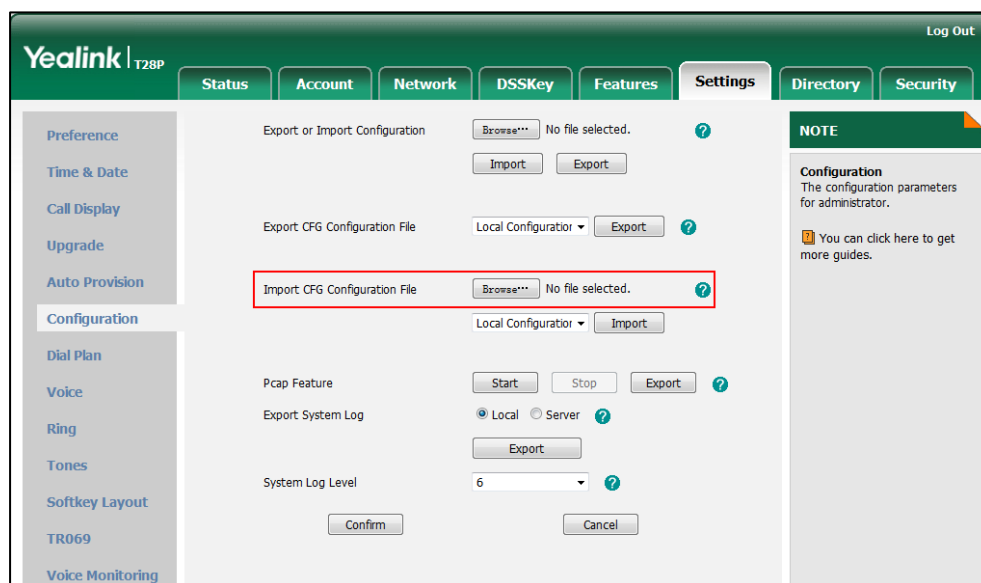 Log Out
Yealink T28P
Status Account Network DSSKey Features Settings Directory Security
Preference
Time & Date
Call Display
Upgrade
Auto Provision
Configuration
Dial Plan
Voice
Ring
Tones
Softkey Layout
TR069
Voice Monitoring
Export or Import Configuration Browse··· No file selected. ?
Import Export
Export CFG Configuration File Local Configuration Export ?
Import CFG Configuration File Browse··· No file selected. ?
Local Configuration Import
Pcap Feature Start Stop Export ?
Export System Log Local Server ?
Export
System Log Level 6 ?
Confirm Cancel
NOTE
Configuration
The configuration parameters
for administrator.
? You can click here to get
more guides.